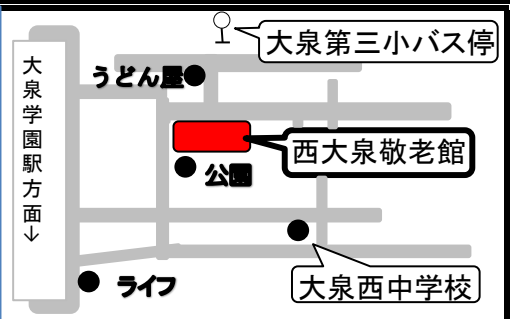 大泉第三小バス停
うどん屋
大泉学園駅方面↓
西大泉敬老館
公園
大泉西中学校
ライフ